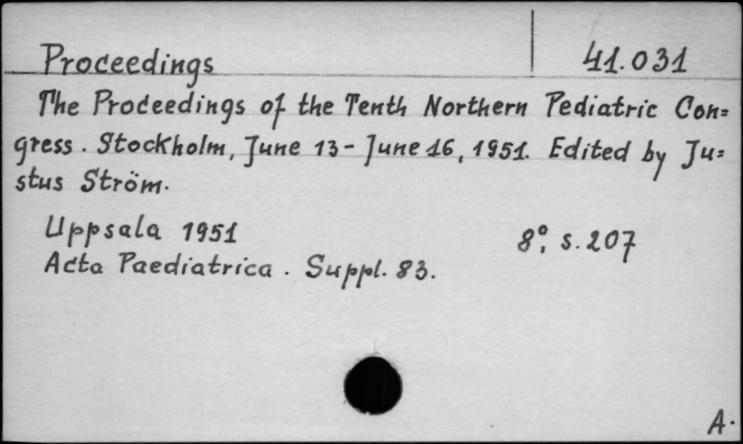 Proceedings 41.031
The Proceedings of the Tenth Northern Pediatric Con=
gress. Stockholm, June 13 - June 16, 1951. Edited by Ju=
stus Ström.
Uppsala 1951 8°, s. 207
Acta Paediatrica. Suppl. 83.
A.